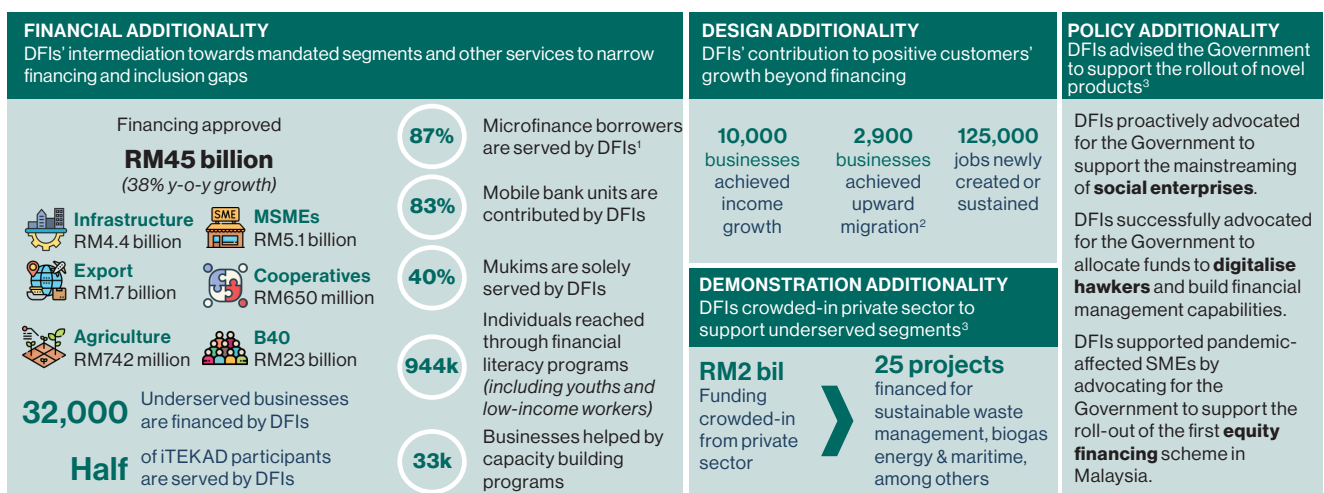 FINANCIAL ADDITIONALITY
DFIs' intermediation towards mandated segments and other services to narrow
financing and inclusion gaps
Financing approved
RM45 billion
(38% y-o-y growth)
Infrastructure
RM4.4 billion
SME
MSMEs
RM5.1 billion
Export
RM1.7 billion
Cooperatives
RM650 million
Agriculture
RM742 million
B40
RM23 billion
32,000
Underserved businesses
are financed by DFIs
Half
of iTEKAD participants
are served by DFIs
87%
Microfinance borrowers
are served by DFIs¹
83%
Mobile bank units are
contributed by DFIs
40%
Mukims are solely
served by DFIs
944k
Individuals reached
through financial
literacy programs
(including youths and
low-income workers)
33k
Businesses helped by
capacity building
programs
DESIGN ADDITIONALITY
DFIs' contribution to positive customers'
growth beyond financing
10,000
businesses
achieved
income
growth
2,900
businesses
achieved
upward
migration²
125,000
jobs newly
created or
sustained
DEMONSTRATION ADDITIONALITY
DFIs crowded-in private sector to
support underserved segments³
RM2 bil
Funding
crowded-in
from private
sector
25 projects
financed for
sustainable waste
management, biogas
energy & maritime,
among others
POLICY ADDITIONALITY
DFIs advised the Government
to support the rollout of novel
products³
DFIs proactively advocated
for the Government to
support the mainstreaming
of social enterprises.
DFIs successfully advocated
for the Government to
allocate funds to digitalise
hawkers and build financial
management capabilities.
DFIs supported pandemic-
affected SMEs by
advocating for the
Government to support the
roll-out of the first equity
financing scheme in
Malaysia.